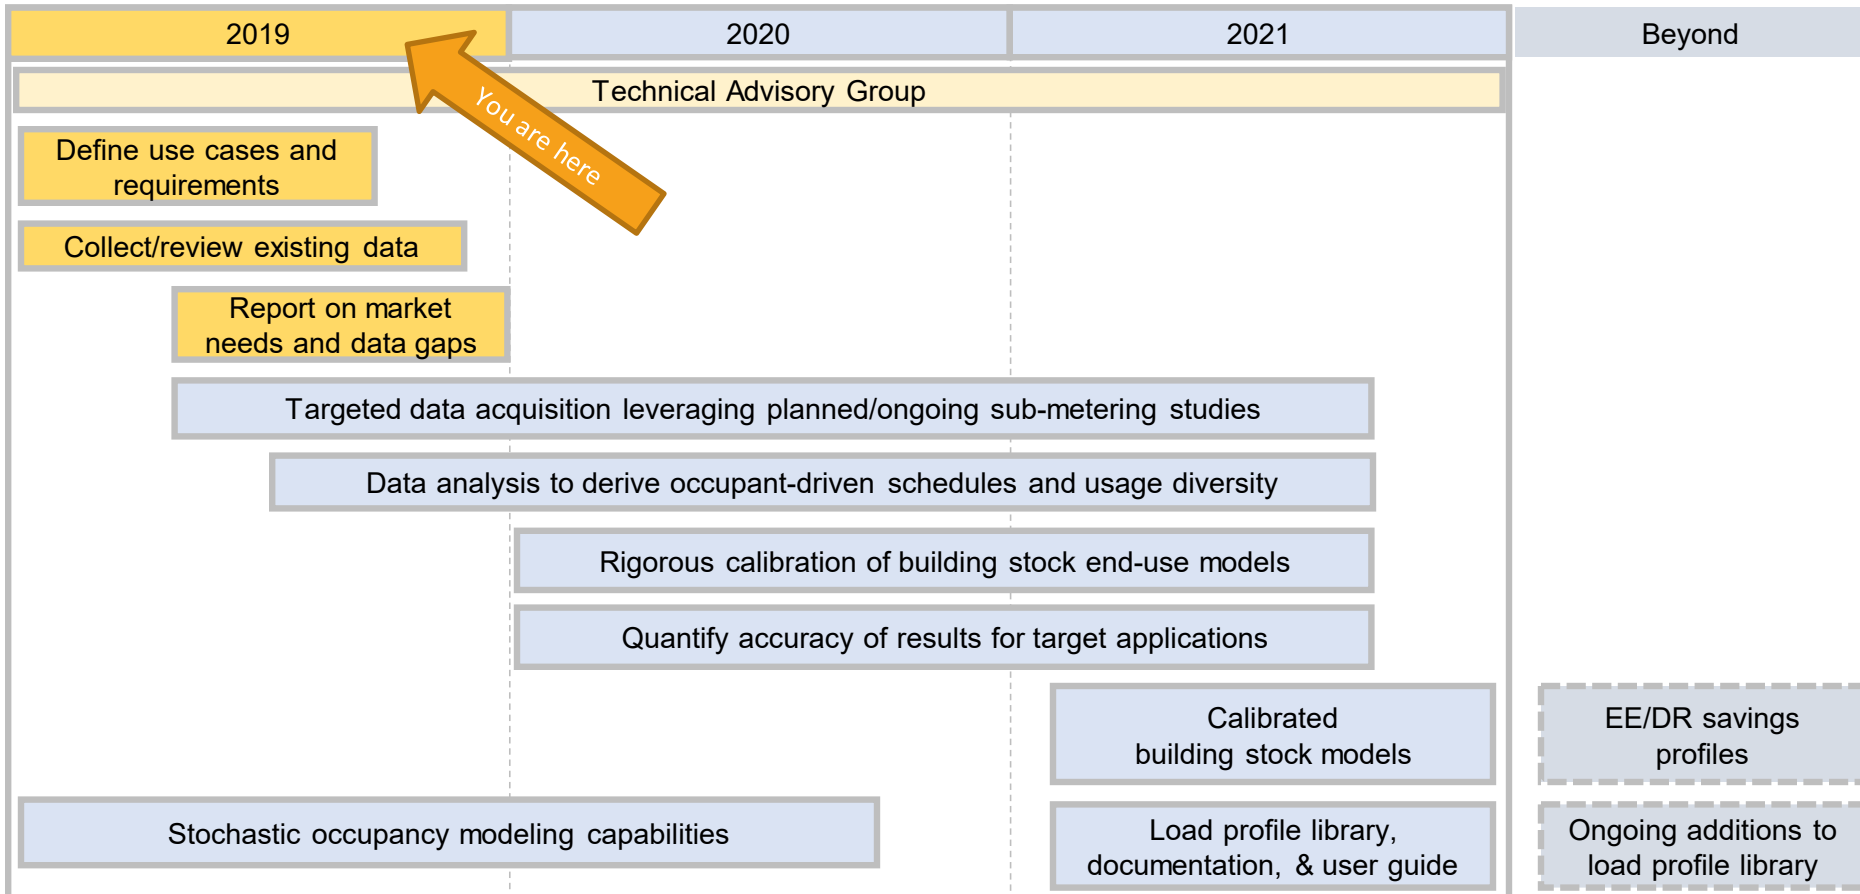 2019
2020
2021
Beyond
Technical Advisory Group
You are here
Define use cases and
requirements
Collect/review existing data
Report on market
needs and data gaps
Targeted data acquisition leveraging planned/ongoing sub-metering studies
Data analysis to derive occupant-driven schedules and usage diversity
Rigorous calibration of building stock end-use models
Quantify accuracy of results for target applications
Calibrated
building stock models
EE/DR savings
profiles
Stochastic occupancy modeling capabilities
Load profile library,
documentation, & user guide
Ongoing additions to
load profile library